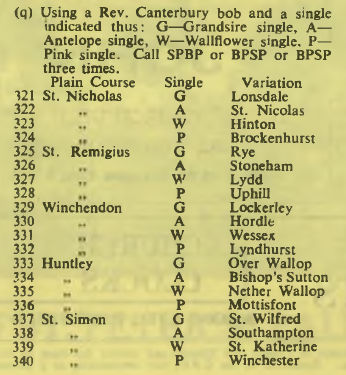 (q) Using a Rev. Canterbury bob and a single
indicated thus: G—Grandsire single, A—
Antelope single, W—Wallflower single. P—
Pink single. Call SPBP or BPSP or BPSP
three times.
Plain Course Single Variation
321 St. Nicholas G Lonsdale
322 ,, A St. Nicolas
323 ,, W Hinton
324 ,, P Brockenhurst
325 St. Remigius G Rye
326 ,, A Stoneham
327 ,, W Lydd
328 ,, P Uphill
329 Winchendon G Lockerley
330 ,, A Hordle
331 ,, W Wessex
332 ,, P Lyndhurst
333 Huntley G Over Wallop
334 ,, A Bishop's Sutton
335 ,, W Nether Wallop
336 ,, P Mottisfont
337 St. Simon G St. Wilfred
338 ,, A Southampton
339 ,, W St. Katherine
340 ,, P Winchester